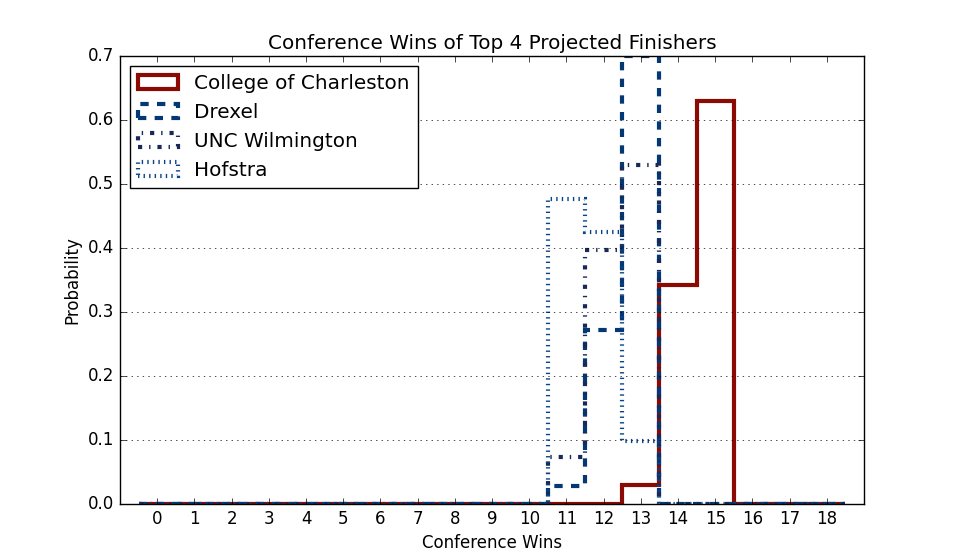 Conference Wins of Top 4 Projected Finishers
0.7
0.6
0.5
0.4
0.3
0.2
0.1
0.0
Probability
College of Charleston
Drexel
UNC Wilmington
Hofstra
0 1 2 3 4 5 6 7 8 9 10 11 12 13 14 15 16 17 18
Conference Wins